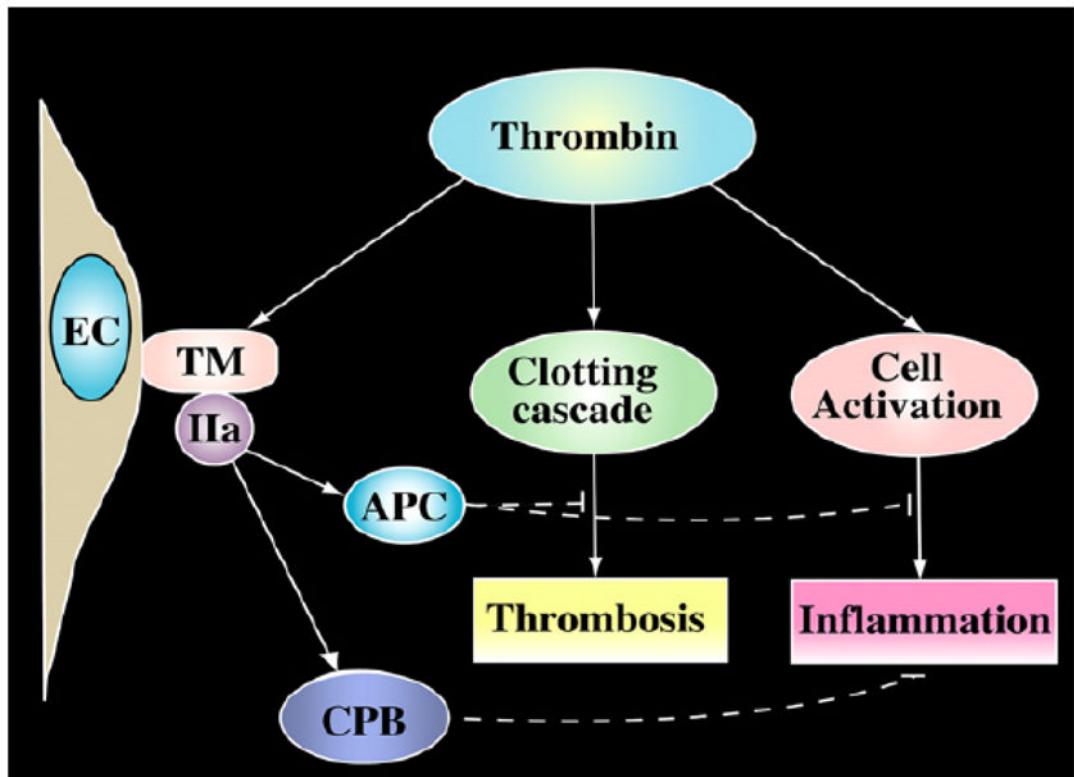 Thrombin
EC
TM
IIa
Clotting
cascade
Cell
Activation
APC
Thrombosis
Inflammation
CPB